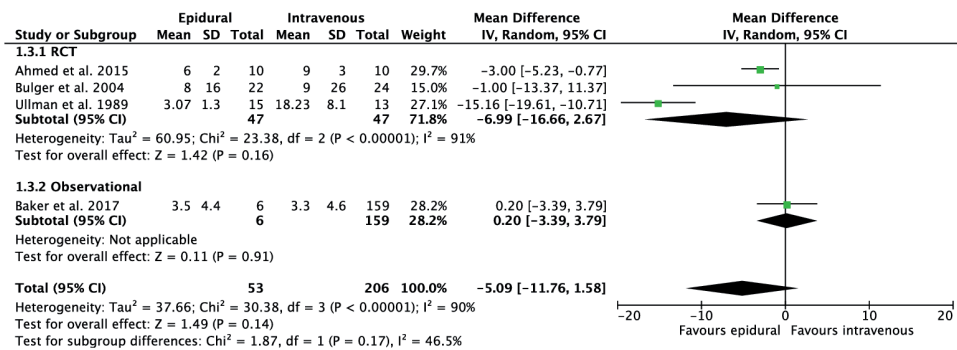 Epidural Intravenous Mean Difference Mean Difference
Study or Subgroup Mean SD Total Mean SD Total Weight IV, Random, 95% CI IV, Random, 95% CI
1.3.1 RCT
Ahmed et al. 2015 6 2 10 9 3 10 29.7% −3.00 [−5.23, −0.77]
Bulger et al. 2004 8 16 22 9 26 24 15.0% −1.00 [−13.37, 11.37]
Ullman et al. 1989 3.07 1.3 15 18.23 8.1 13 27.1% −15.16 [−19.61, −10.71]
Subtotal (95% CI) 47 47 71.8% −6.99 [−16.66, 2.67]
Heterogeneity: Tau² = 60.95; Chi² = 23.38, df = 2 (P < 0.00001); I² = 91%
Test for overall effect: Z = 1.42 (P = 0.16)
1.3.2 Observational
Baker et al. 2017 3.5 4.4 6 3.3 4.6 159 28.2% 0.20 [−3.39, 3.79]
Subtotal (95% CI) 6 159 28.2% 0.20 [−3.39, 3.79]
Heterogeneity: Not applicable
Test for overall effect: Z = 0.11 (P = 0.91)
Total (95% CI) 53 206 100.0% −5.09 [−11.76, 1.58]
Heterogeneity: Tau² = 37.66; Chi² = 30.38, df = 3 (P < 0.00001); I² = 90%
Test for overall effect: Z = 1.49 (P = 0.14)
Test for subgroup differences: Chi² = 1.87, df = 1 (P = 0.17), I² = 46.5%
−20 −10 0 10 20
Favours epidural Favours intravenous